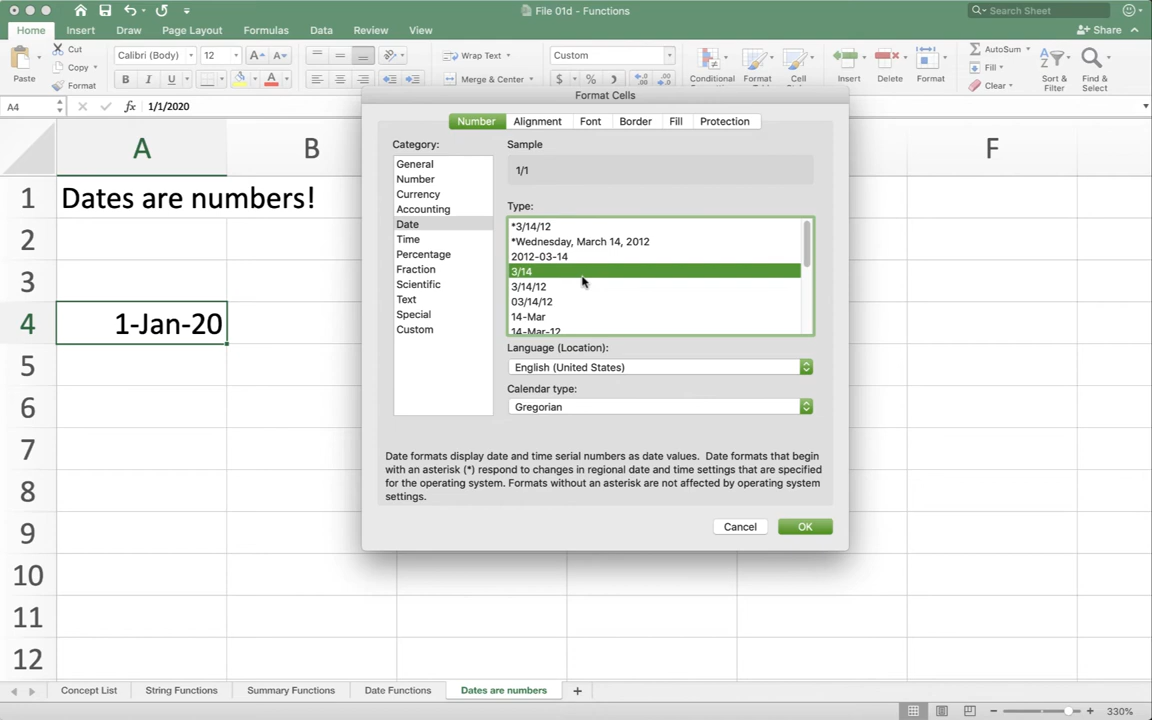 File 01d - Functions
Search Sheet
Home Insert Draw Page Layout Formulas Data Review View
Share
Paste
Cut
Copy
Format
Calibri (Body) 12
B I U
Wrap Text
Merge & Center
Custom
$ % )
Conditional Format Cell
Insert Delete Format
AutoSum
Fill
Clear
Sort & Filter
Find & Select
A4 fx 1/1/2020
A B F
1 Dates are numbers!
2
3
4 1-Jan-20
5
6
7
8
9
10
11
12
Format Cells
Number Alignment Font Border Fill Protection
Category:
General
Number
Currency
Accounting
Date
Time
Percentage
Fraction
Scientific
Text
Special
Custom
Sample
1/1
Type:
*3/14/12
*Wednesday, March 14, 2012
2012-03-14
3/14
3/14/12
03/14/12
14-Mar
14-Mar-12
Language (Location):
English (United States)
Calendar type:
Gregorian
Date formats display date and time serial numbers as date values. Date formats that begin
with an asterisk (*) respond to changes in regional date and time settings that are specified
for the operating system. Formats without an asterisk are not affected by operating system
settings.
Cancel OK
Concept List String Functions Summary Functions Date Functions Dates are numbers +
330%